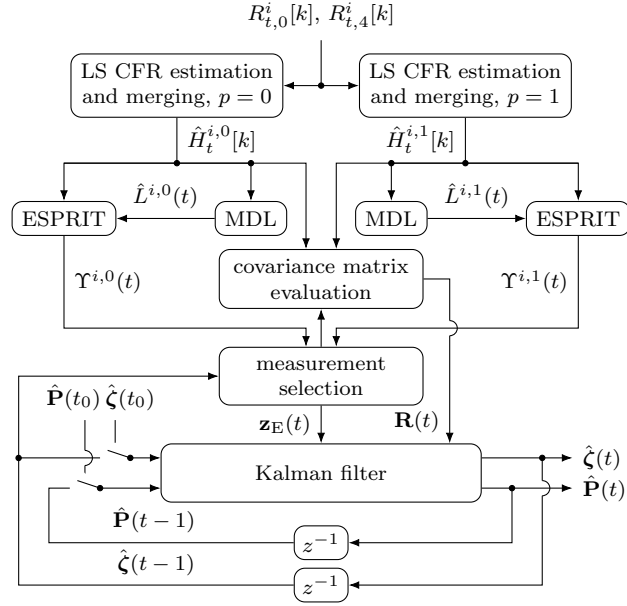 R^i_{t,0}[k], R^i_{t,4}[k]
LS CFR estimation
and merging, p = 0
LS CFR estimation
and merging, p = 1
Ĥ^{i,0}_t[k]
Ĥ^{i,1}_t[k]
ESPRIT
L̂^{i,0}(t)
MDL
MDL
L̂^{i,1}(t)
ESPRIT
covariance matrix
evaluation
ϒ^{i,0}(t)
ϒ^{i,1}(t)
measurement
selection
P̂(t_0) ζ̂(t_0)
z_E(t)
R(t)
Kalman filter
ζ̂(t)
P̂(t)
P̂(t−1)
z^{−1}
ζ̂(t−1)
z^{−1}